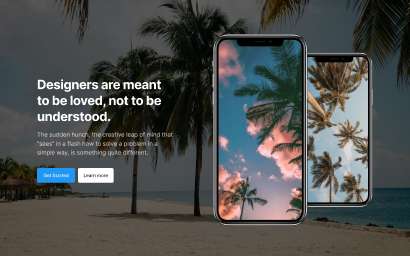 Designers are meant
to be loved, not to be
understood.
The sudden hunch, the creative leap of mind that
"sees" in a flash how to solve a problem in a
simple way, is something quite different.
Get Started
Learn more